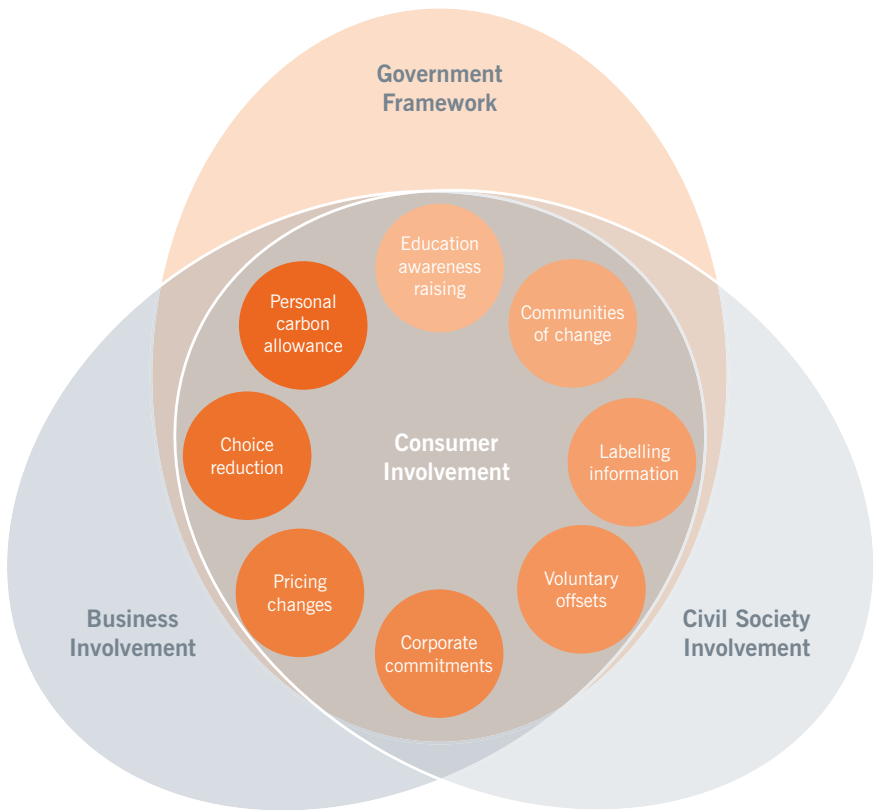 Government
Framework
Education
awareness
raising
Communities
of change
Labelling
information
Voluntary
offsets
Corporate
commitments
Pricing
changes
Choice
reduction
Personal
carbon
allowance
Consumer
Involvement
Business
Involvement
Civil Society
Involvement